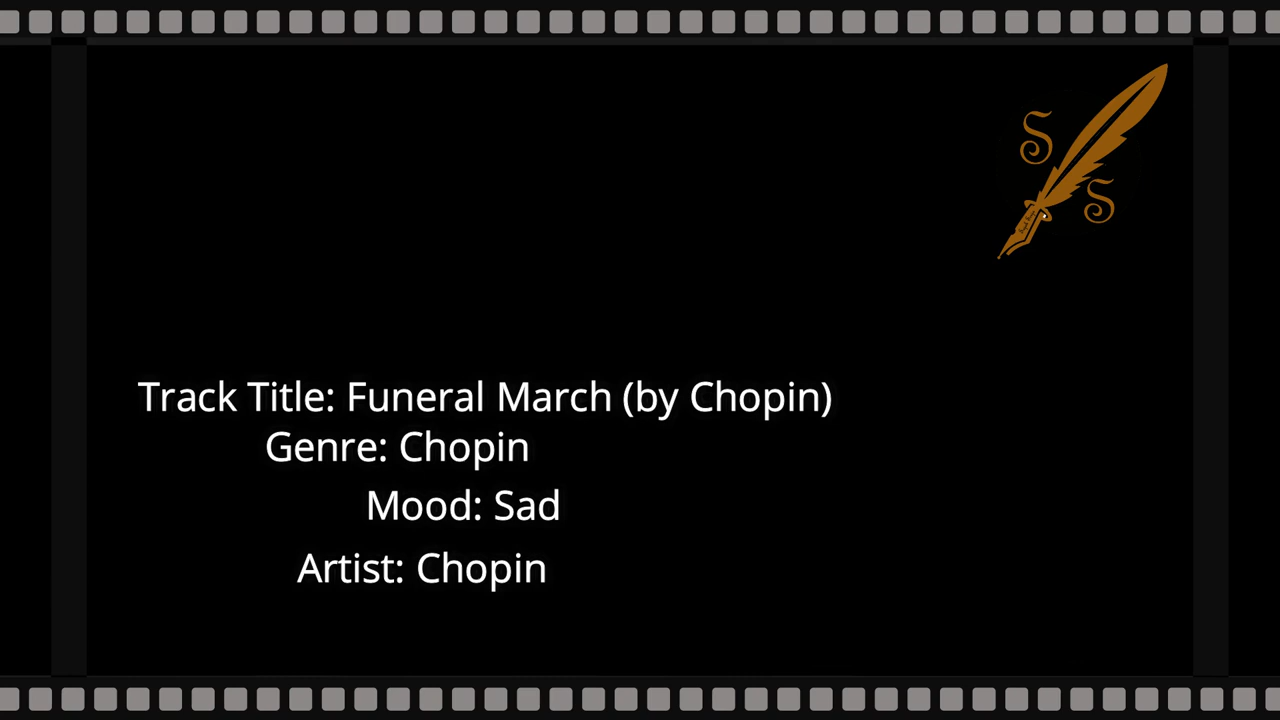 S
S
Track Title: Funeral March (by Chopin)
Genre: Chopin
Mood: Sad
Artist: Chopin